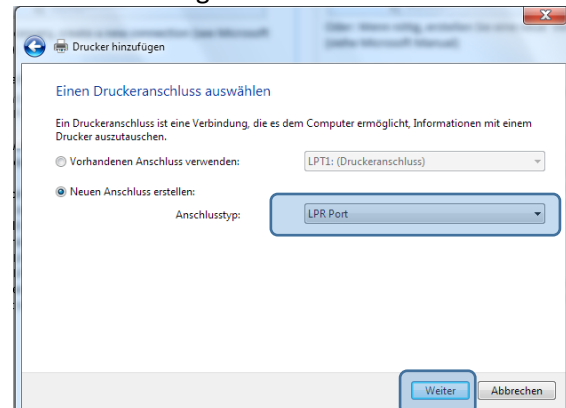 Drucker hinzufügen
Einen Druckeranschluss auswählen
Ein Druckeranschluss ist eine Verbindung, die es dem Computer ermöglicht, Informationen mit einem
Drucker auszutauschen.
Vorhandenen Anschluss verwenden: LPT1: (Druckeranschluss)
Neuen Anschluss erstellen:
Anschlusstyp: LPR Port
Weiter Abbrechen